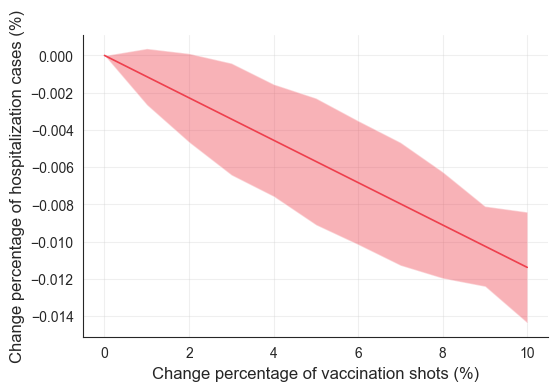 Change percentage of hospitalization cases (%)
0.000
−0.002
−0.004
−0.006
−0.008
−0.010
−0.012
−0.014
0 2 4 6 8 10
Change percentage of vaccination shots (%)